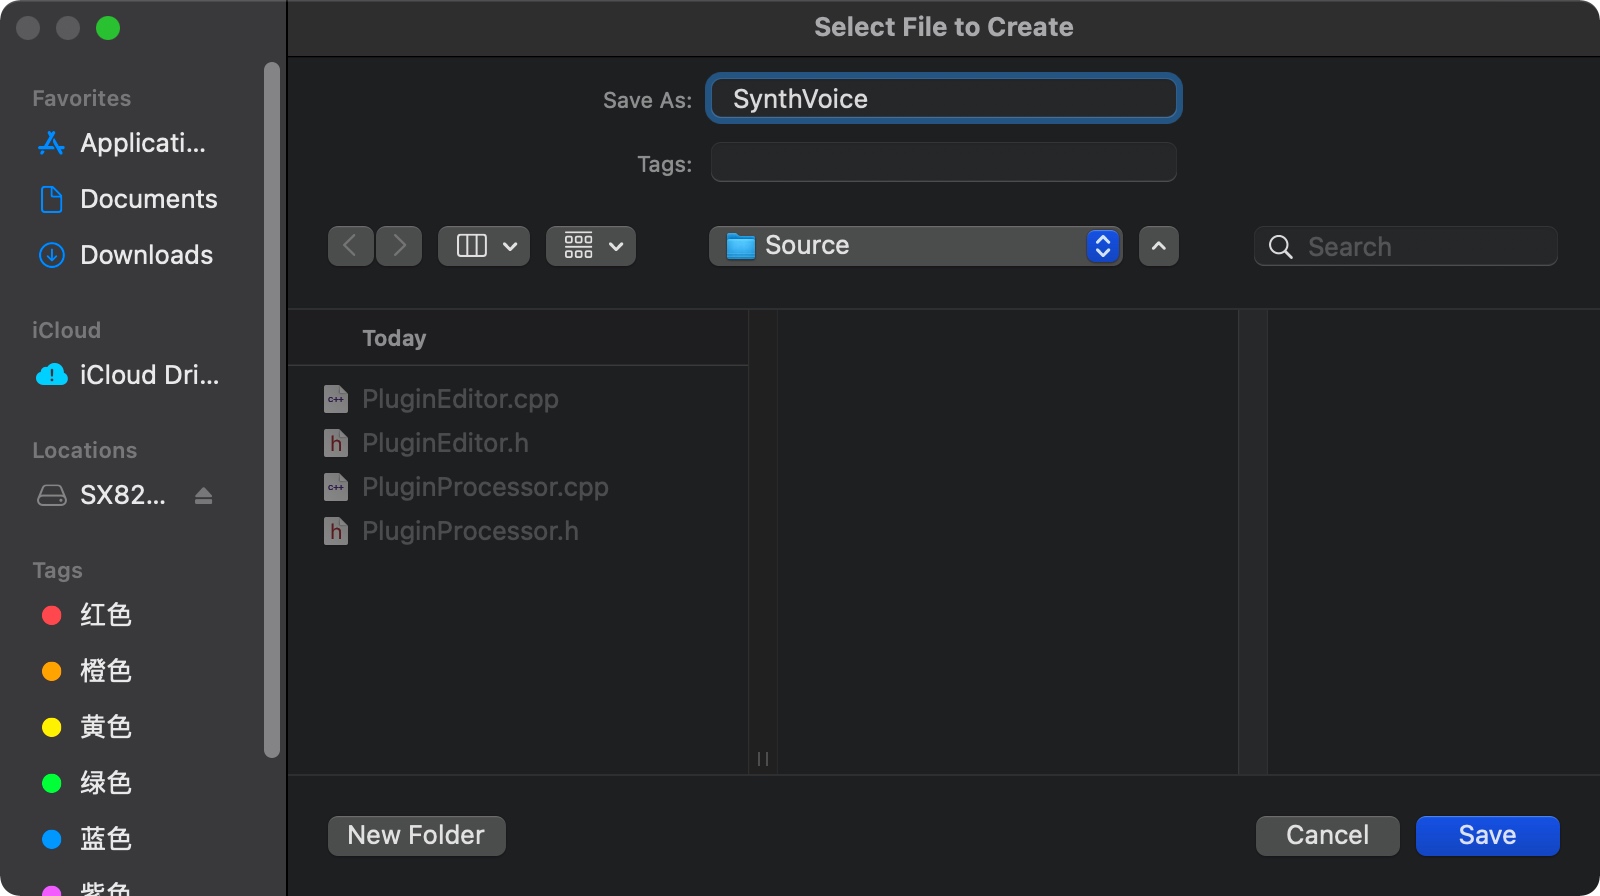 Select File to Create
Favorites
Applicati...
Documents
Downloads
iCloud
iCloud Dri...
Locations
SX82...
Tags
红色
橙色
黄色
绿色
蓝色
紫色
Save As: SynthVoice
Tags:
Source
Search
Today
C++ PluginEditor.cpp
h PluginEditor.h
C++ PluginProcessor.cpp
h PluginProcessor.h
New Folder
Cancel
Save